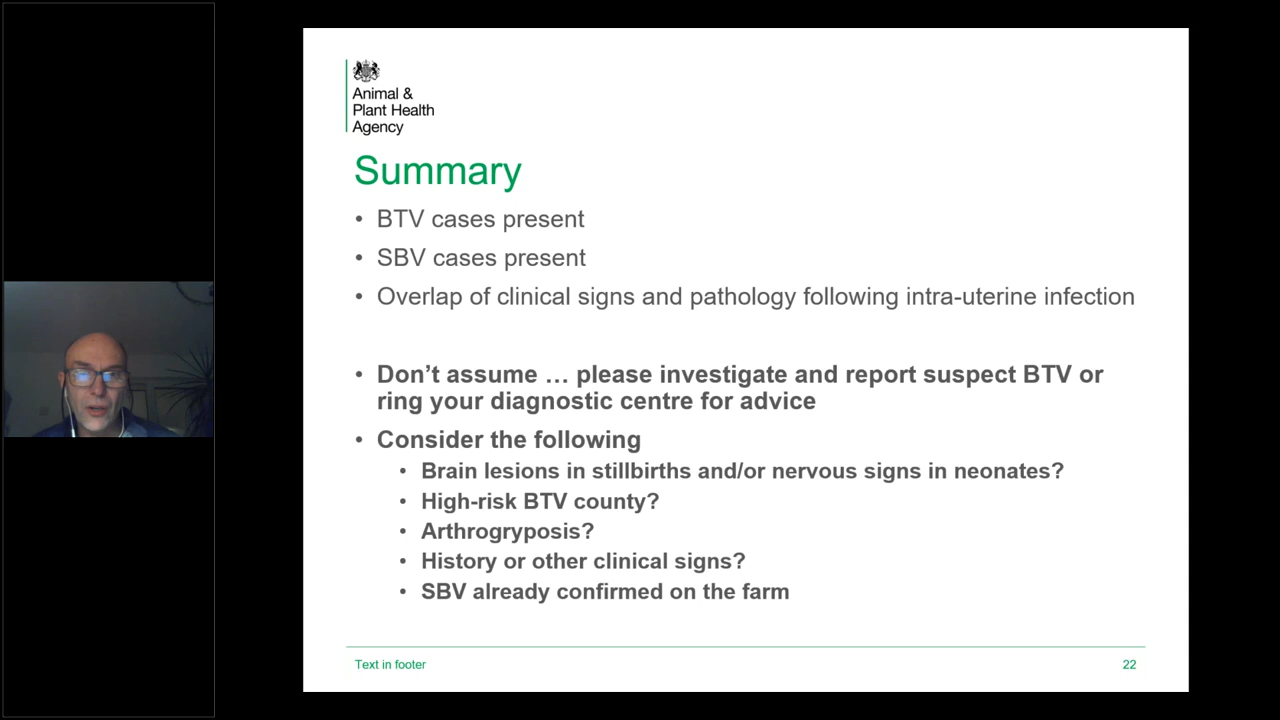 Animal &
Plant Health
Agency
Summary
• BTV cases present
• SBV cases present
• Overlap of clinical signs and pathology following intra-uterine infection
• Don’t assume … please investigate and report suspect BTV or
ring your diagnostic centre for advice
• Consider the following
• Brain lesions in stillbirths and/or nervous signs in neonates?
• High-risk BTV county?
• Arthrogryposis?
• History or other clinical signs?
• SBV already confirmed on the farm
Text in footer
22